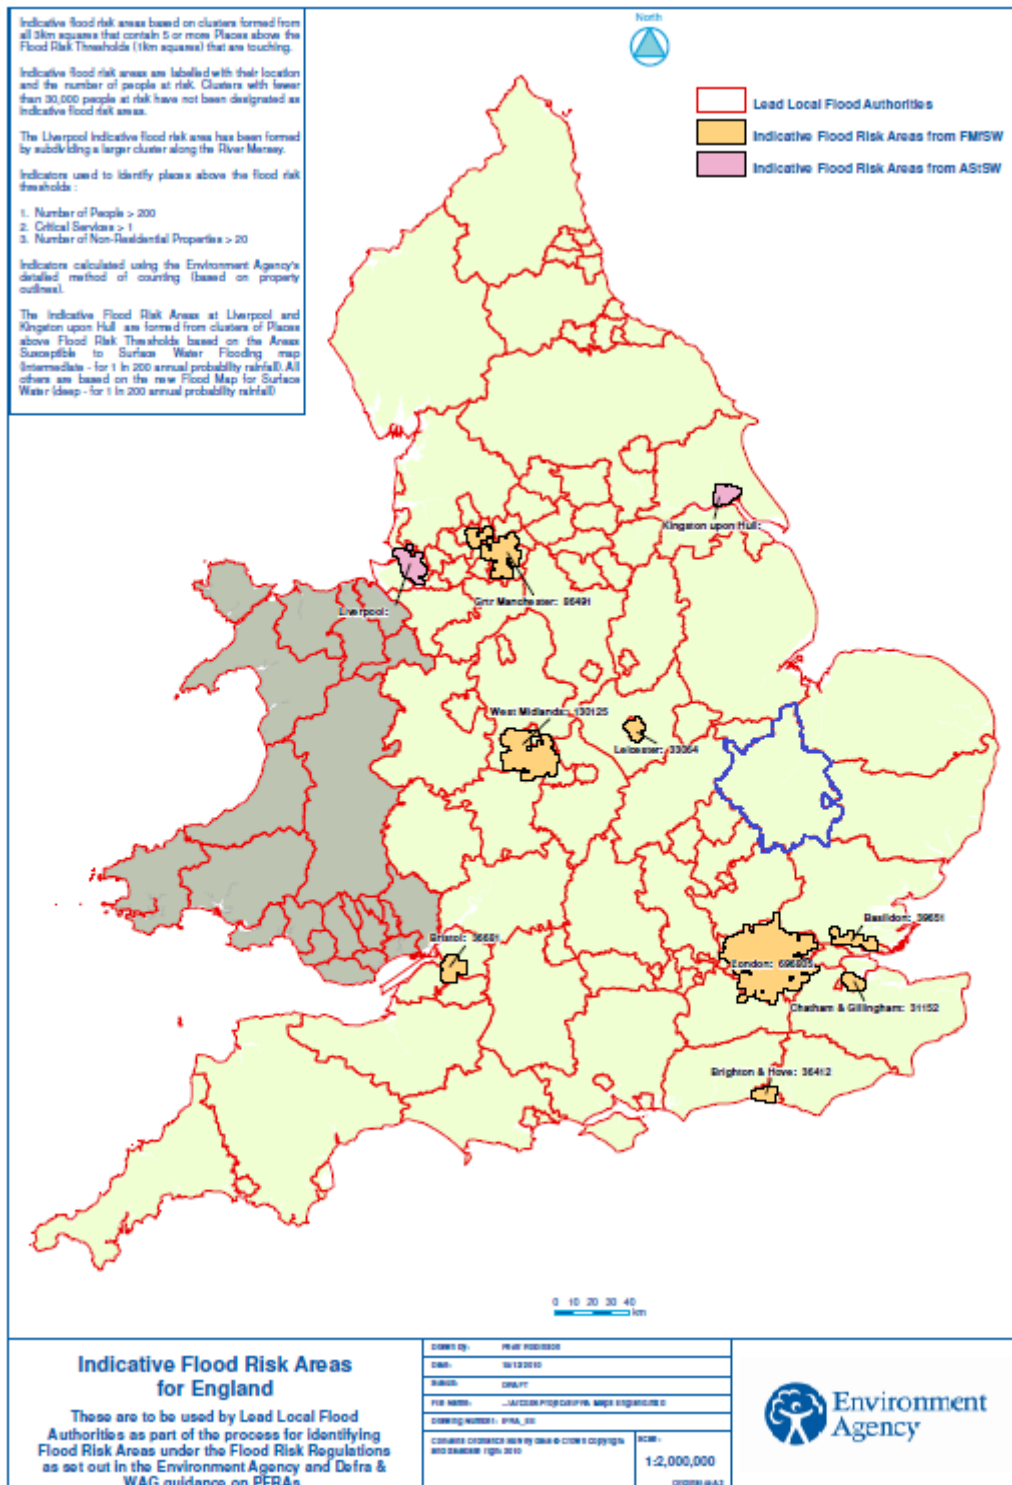 Indicative flood risk areas based on clusters formed from
all 3km squares that contain 5 or more Places above the
Flood Risk Thresholds (1km squares) that are touching.
Indicative flood risk areas are labelled with their location
and the number of people at risk. Clusters with fewer
than 30,000 people at risk have not been designated as
indicative flood risk areas.
The Liverpool indicative flood risk area has been formed
by subdividing a larger cluster along the River Mersey.
Indicators used to identify places above the flood risk
thresholds :
1. Number of People > 200
2. Critical Services > 1
3. Number of Non-Residential Properties > 20
Indicators calculated using the Environment Agency's
detailed method of counting (based on property
outlines).
The Indicative Flood Risk Areas at Liverpool and
Kingston upon Hull are formed from clusters of Places
above Flood Risk Thresholds based on the Areas
Susceptible to Surface Water Flooding map
(intermediate - for 1 in 200 annual probability rainfall). All
others are based on the new Flood Map for Surface
Water (deep - for 1 in 200 annual probability rainfall)
North
Lead Local Flood Authorities
Indicative Flood Risk Areas from FMfSW
Indicative Flood Risk Areas from AStSW
Kingston upon Hull:
Liverpool:
Grtr Manchester: 86491
West Midlands: 130125
Leicester: 33064
Bristol: 36681
Basildon: 39651
London:
Chatham & Gillingham: 31152
Brighton & Hove: 36412
0 10 20 30 40
km
Indicative Flood Risk Areas
for England
These are to be used by Lead Local Flood
Authorities as part of the process for identifying
Flood Risk Areas under the Flood Risk Regulations
as set out in the Environment Agency and Defra &
WAG guidance on PFRAs
Drawn by:
Date:
Status: DRAFT
File Name:
Drawing Number:
Scale:
1:2,000,000
Environment
Agency